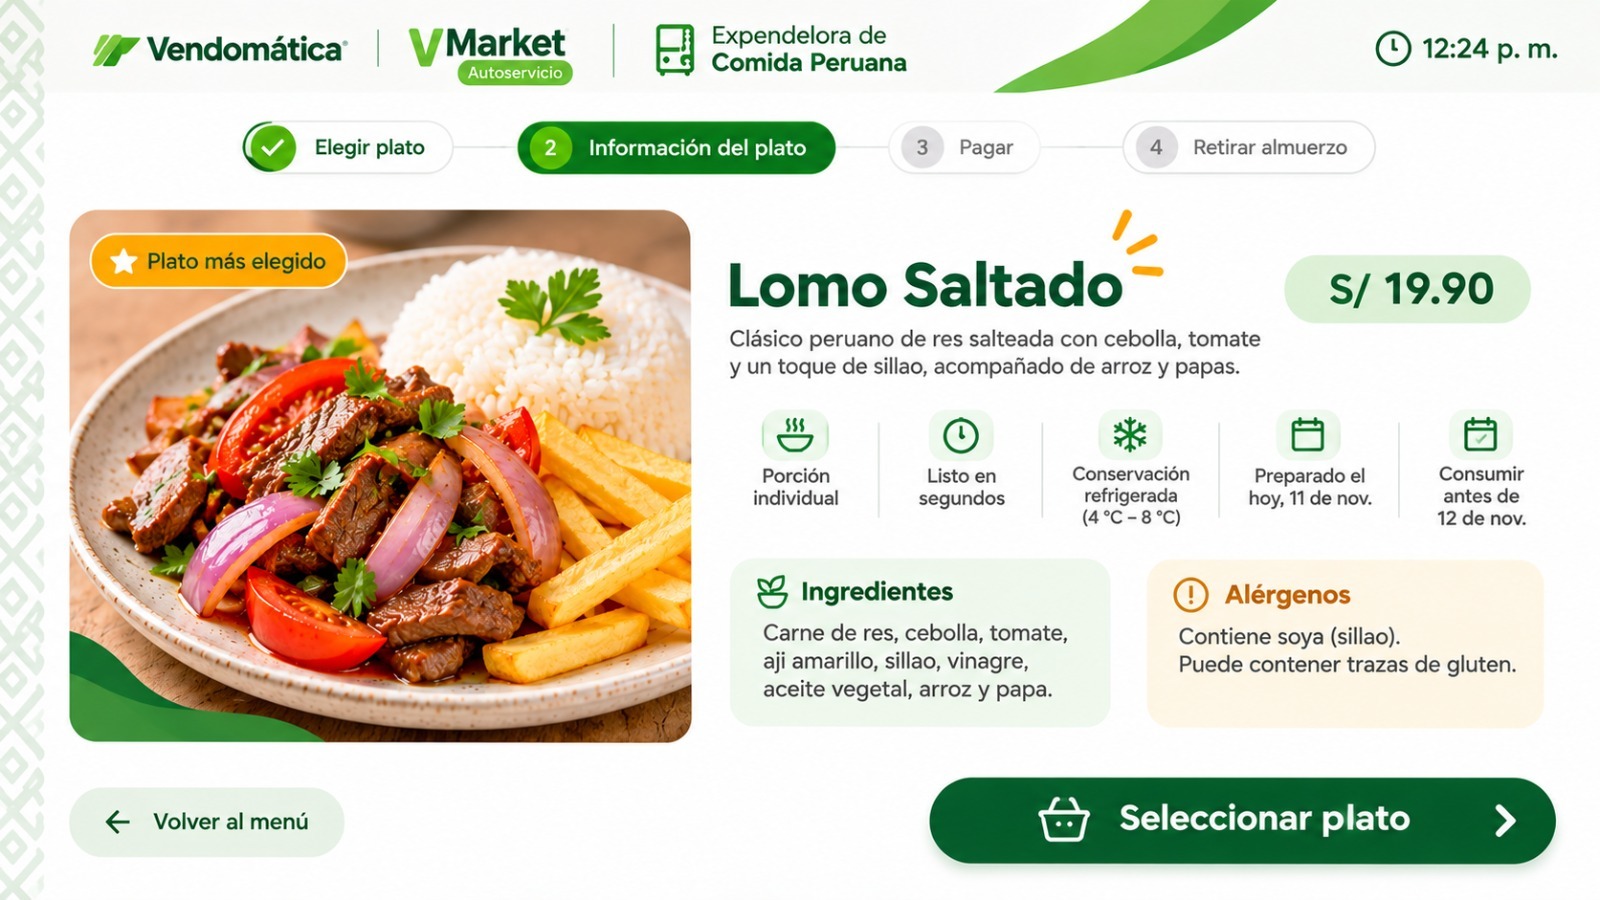 Vendomática
VMarket
Autoservicio
Expendelora de
Comida Peruana
12:24 p. m.
Elegir plato
2 Información del plato
3 Pagar
4 Retirar almuerzo
Plato más elegido
Lomo Saltado
S/ 19.90
Clásico peruano de res salteada con cebolla, tomate
y un toque de sillao, acompañado de arroz y papas.
Porción
individual
Listo en
segundos
Conservación
refrigerada
(4 °C – 8 °C)
Preparado el
hoy, 11 de nov.
Consumir
antes de
12 de nov.
Ingredientes
Carne de res, cebolla, tomate,
aji amarillo, sillao, vinagre,
aceite vegetal, arroz y papa.
Alérgenos
Contiene soya (sillao).
Puede contener trazas de gluten.
Volver al menú
Seleccionar plato